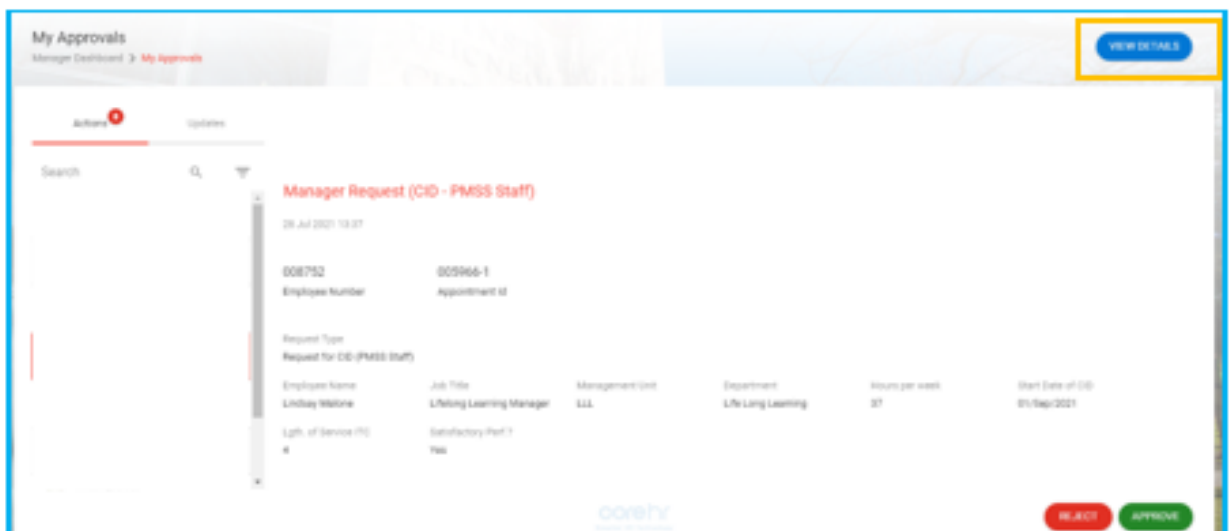 My Approvals
Manager Dashboard > My Approvals
VIEW DETAILS
Actions
Updates
Search
Manager Request (CID - PMSS Staff)
28 Jul 2021 13:37
008752 005966-1
Employee Number Appointment Id
Request Type
Request for CID (PMSS Staff)
Employee Name Job Title Management Unit Department Hours per week Start Date of CID
Lindsay Malone Lifelong Learning Manager LLL Life Long Learning 37 01/Sep/2021
Lgth. of Service (Yr) Satisfactory Perf.?
4 Yes
corehr
REJECT APPROVE